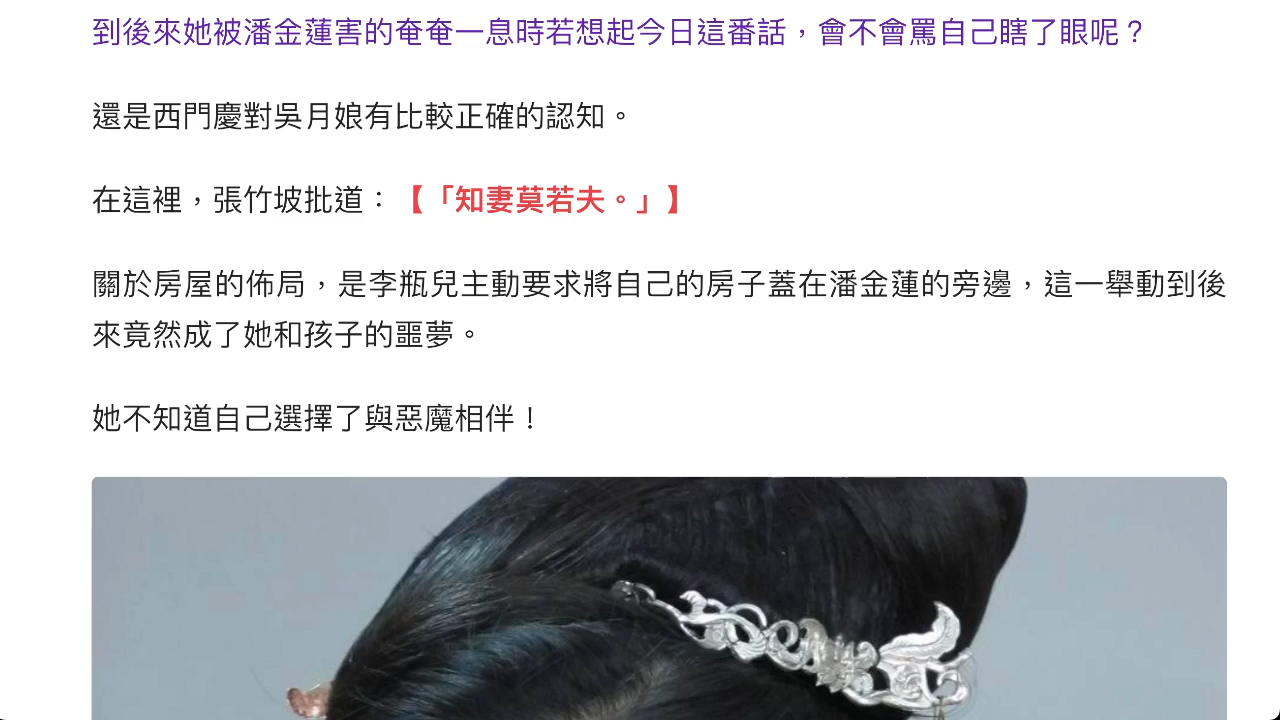 到後來她被潘金蓮害的奄奄一息時若想起今日這番話，會不會罵自己瞎了眼呢？
還是西門慶對吳月娘有比較正確的認知。
在這裡，張竹坡批道：【「知妻莫若夫。」】
關於房屋的佈局，是李瓶兒主動要求將自己的房子蓋在潘金蓮的旁邊，這一舉動到後
來竟然成了她和孩子的噩夢。
她不知道自己選擇了與惡魔相伴！